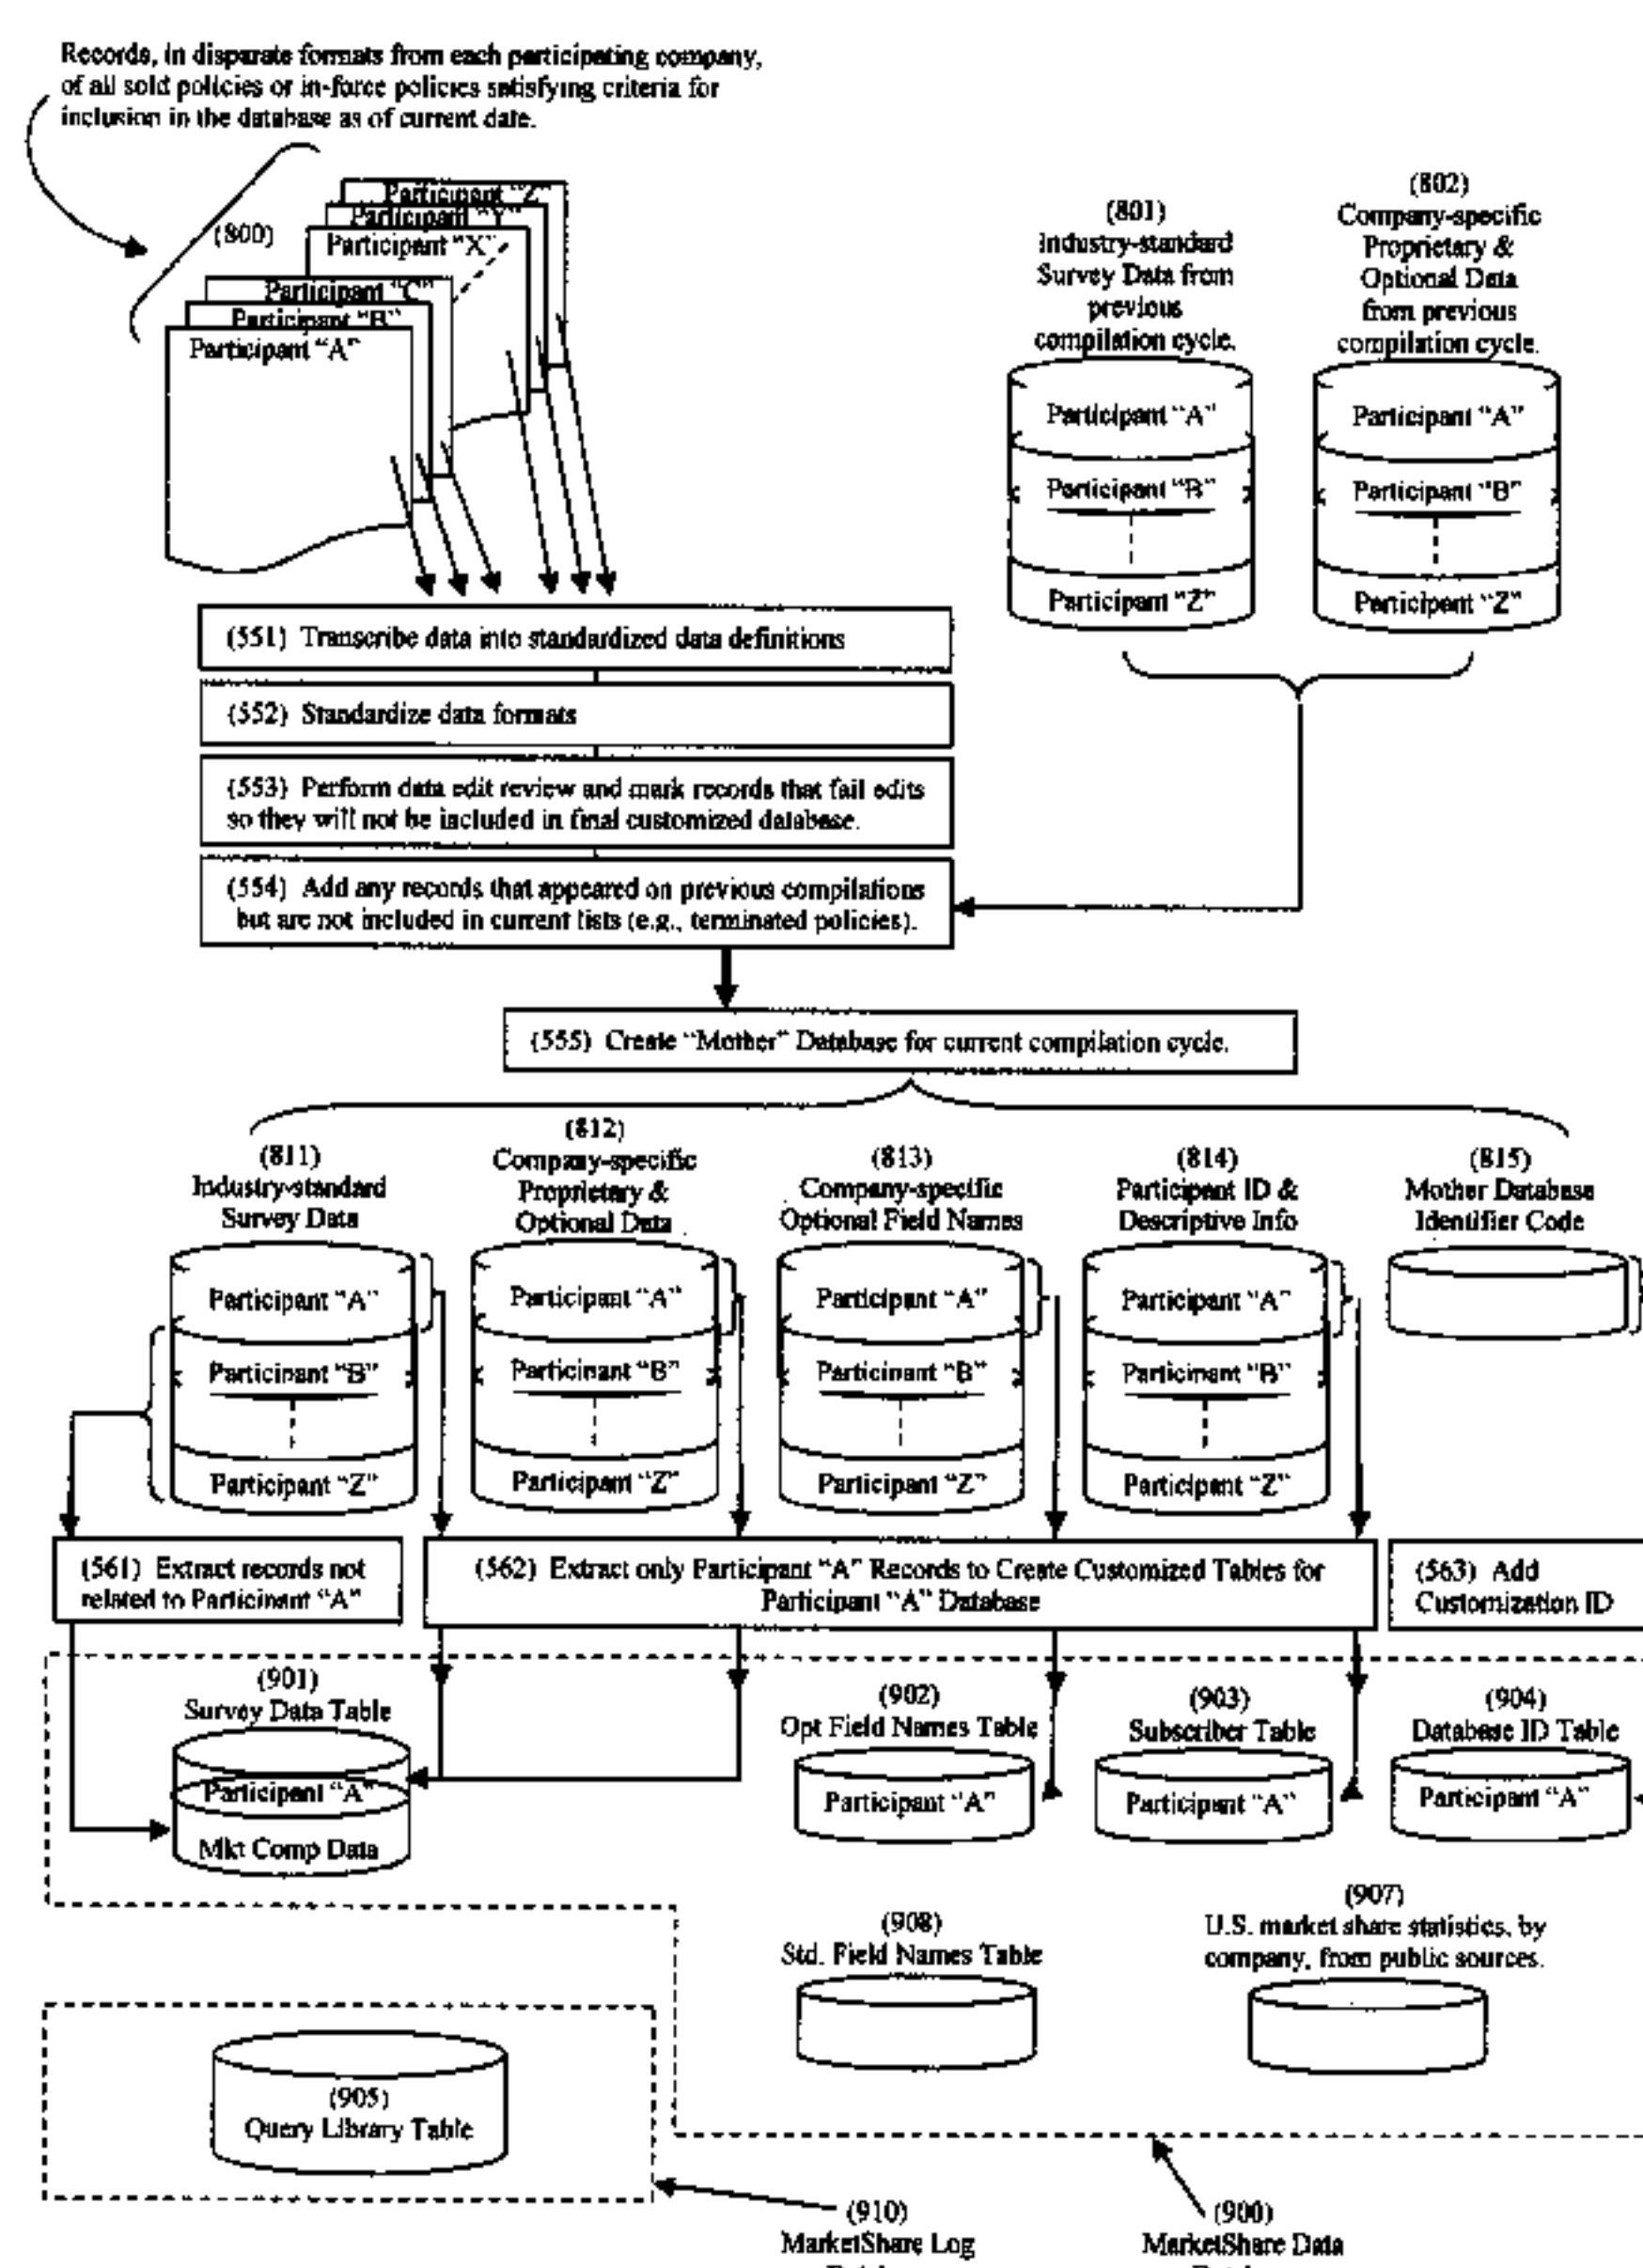 Records, in disparate formats from each participating company,
of all sold policies or in-force policies satisfying criteria for
inclusion in the database as of current date.
(800)
Participant "Z"
Participant "Y"
Participant "X"
Participant "C"
Participant "B"
Participant "A"
(801)
Industry-standard
Survey Data from
previous
compilation cycle.
Participant "A"
Participant "B"
Participant "Z"
(802)
Company-specific
Proprietary &
Optional Data
from previous
compilation cycle.
Participant "A"
Participant "B"
Participant "Z"
(551) Transcribe data into standardized data definitions
(552) Standardize data formats
(553) Perform data edit review and mark records that fail edits
so they will not be included in final customized database.
(554) Add any records that appeared on previous compilations
but are not included in current lists (e.g., terminated policies).
(555) Create "Mother" Database for current compilation cycle.
(811)
Industry-standard
Survey Data
Participant "A"
Participant "B"
Participant "Z"
(812)
Company-specific
Proprietary &
Optional Data
Participant "A"
Participant "B"
Participant "Z"
(813)
Company-specific
Optional Field Names
Participant "A"
Participant "B"
Participant "Z"
(814)
Participant ID &
Descriptive Info
Participant "A"
Participant "B"
Participant "Z"
(815)
Mother Database
Identifier Code
(561) Extract records not
related to Participant "A"
(562) Extract only Participant "A" Records to Create Customized Tables for
Participant "A" Database
(563) Add
Customization ID
(901)
Survey Data Table
Participant "A"
Mkt Comp Data
(902)
Opt Field Names Table
Participant "A"
(903)
Subscriber Table
Participant "A"
(904)
Database ID Table
Participant "A"
(908)
Std. Field Names Table
(907)
U.S. market share statistics, by
company, from public sources.
(905)
Query Library Table
(910)
MarketShare Log
(900)
MarketShare Data